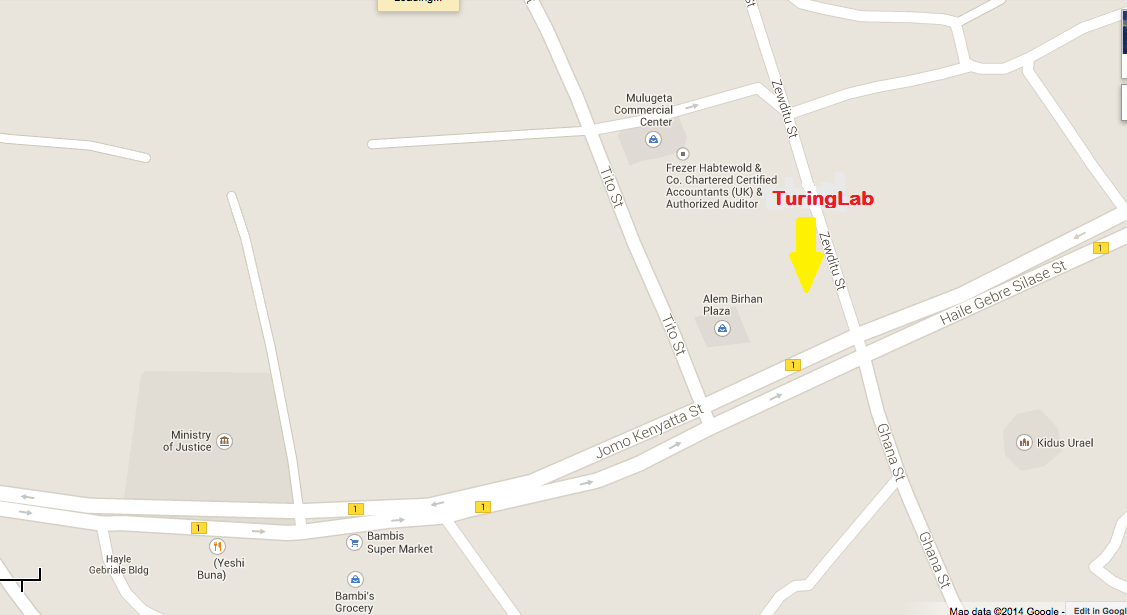 Loading...
St
Zewditu St
Mulugeta
Commercial
Center
Tito St
Frezer Habtewold &
Co. Chartered Certified
Accountants (UK) &
Authorized Auditor
TuringLab
Zewditu St
1
Haile Gebre Silase St
Alem Birhan
Plaza
Tito St
1
Jomo Kenyatta St
Ministry
of Justice
Ghana St
Kidus Urael
1
1
1
Bambis
Super Market
Hayle
Gebriale Bldg
(Yeshi
Buna)
Ghana St
Bambi's
Grocery
Map data ©2014 Google -
Edit in Googl